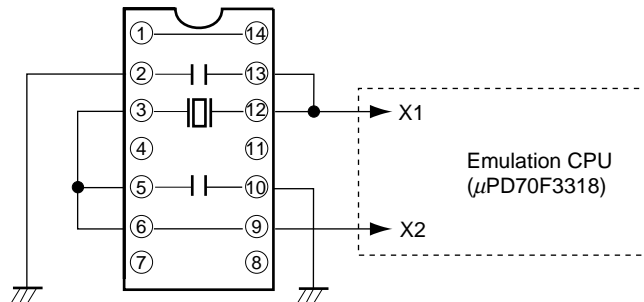 ① ⑭
② ⑬
③ ⑫ X1
④ ⑪
Emulation CPU
(μPD70F3318)
⑤ ⑩
⑥ ⑨ X2
⑦ ⑧